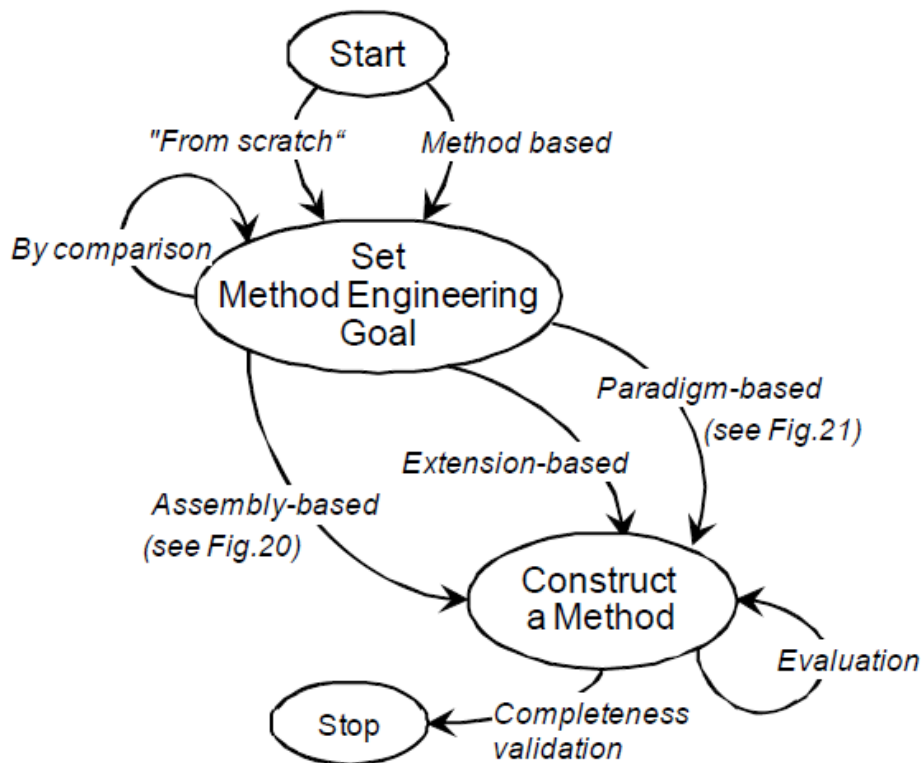 Start
"From scratch“
Method based
By comparison
Set
Method Engineering
Goal
Paradigm-based
(see Fig.21)
Extension-based
Assembly-based
(see Fig.20)
Construct
a Method
Evaluation
Stop
Completeness
validation